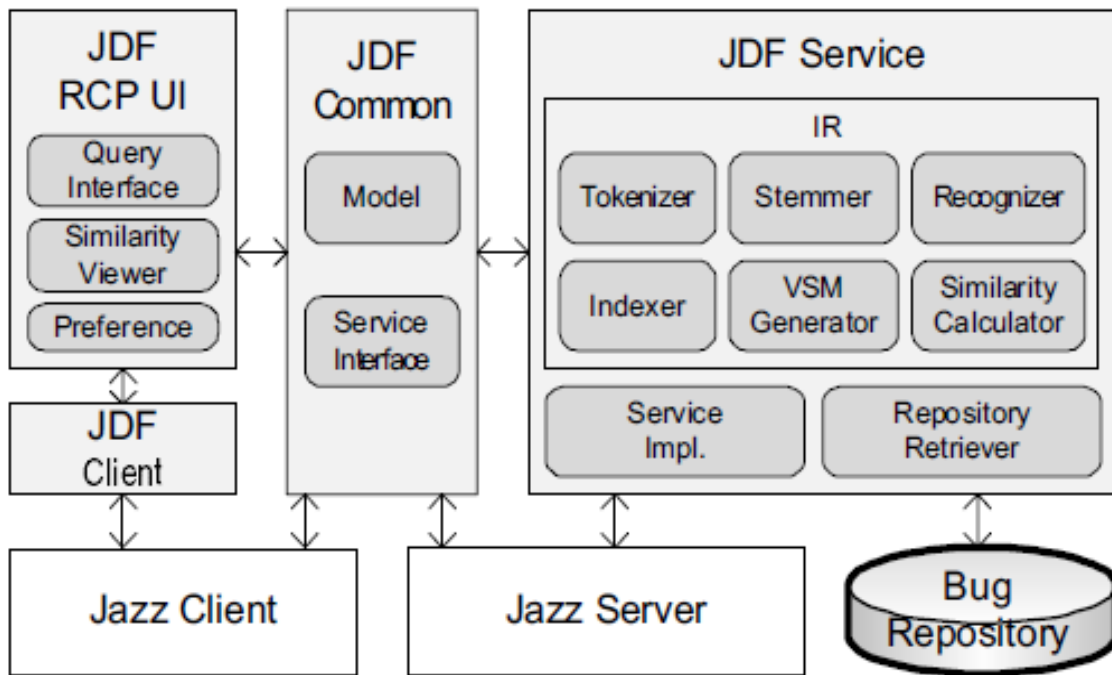 JDF
RCP UI
Query
Interface
Similarity
Viewer
Preference
JDF
Client
JDF
Common
Model
Service
Interface
JDF Service
IR
Tokenizer
Stemmer
Recognizer
Indexer
VSM
Generator
Similarity
Calculator
Service
Impl.
Repository
Retriever
Jazz Client
Jazz Server
Bug
Repository